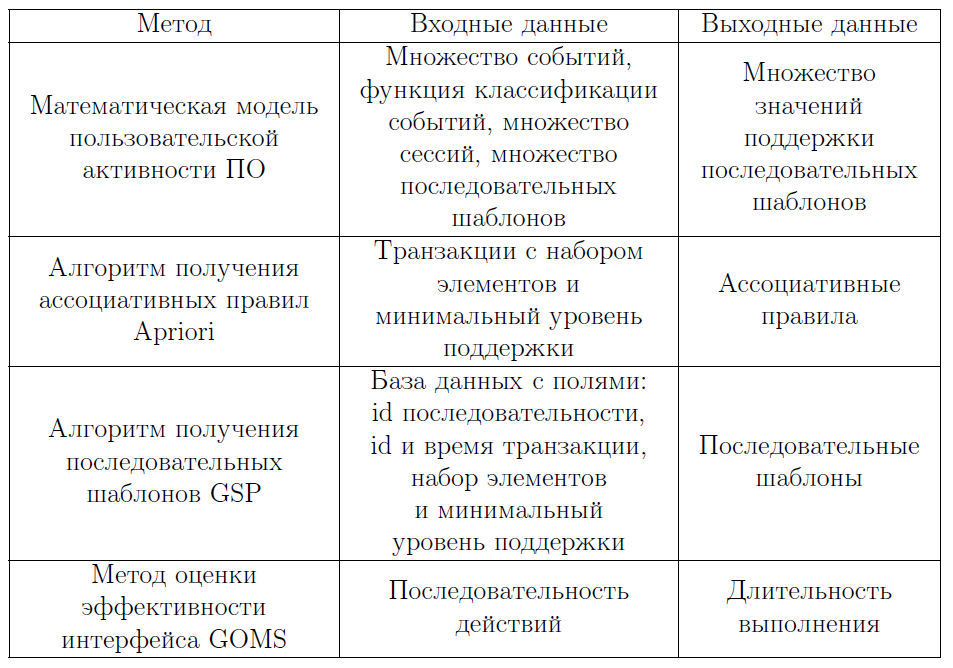 Метод
Входные данные
Выходные данные
Математическая модель
пользовательской
активности ПО
Множество событий,
функция классификации
событий, множество
сессий, множество
последовательных
шаблонов
Множество
значений
поддержки
последовательных
шаблонов
Алгоритм получения
ассоциативных правил
Apriori
Транзакции с набором
элементов и
минимальный уровень
поддержки
Ассоциативные
правила
Алгоритм получения
последовательных
шаблонов GSP
База данных с полями:
id последовательности,
id и время транзакции,
набор элементов
и минимальный
уровень поддержки
Последовательные
шаблоны
Метод оценки
эффективности
интерфейса GOMS
Последовательность
действий
Длительность
выполнения